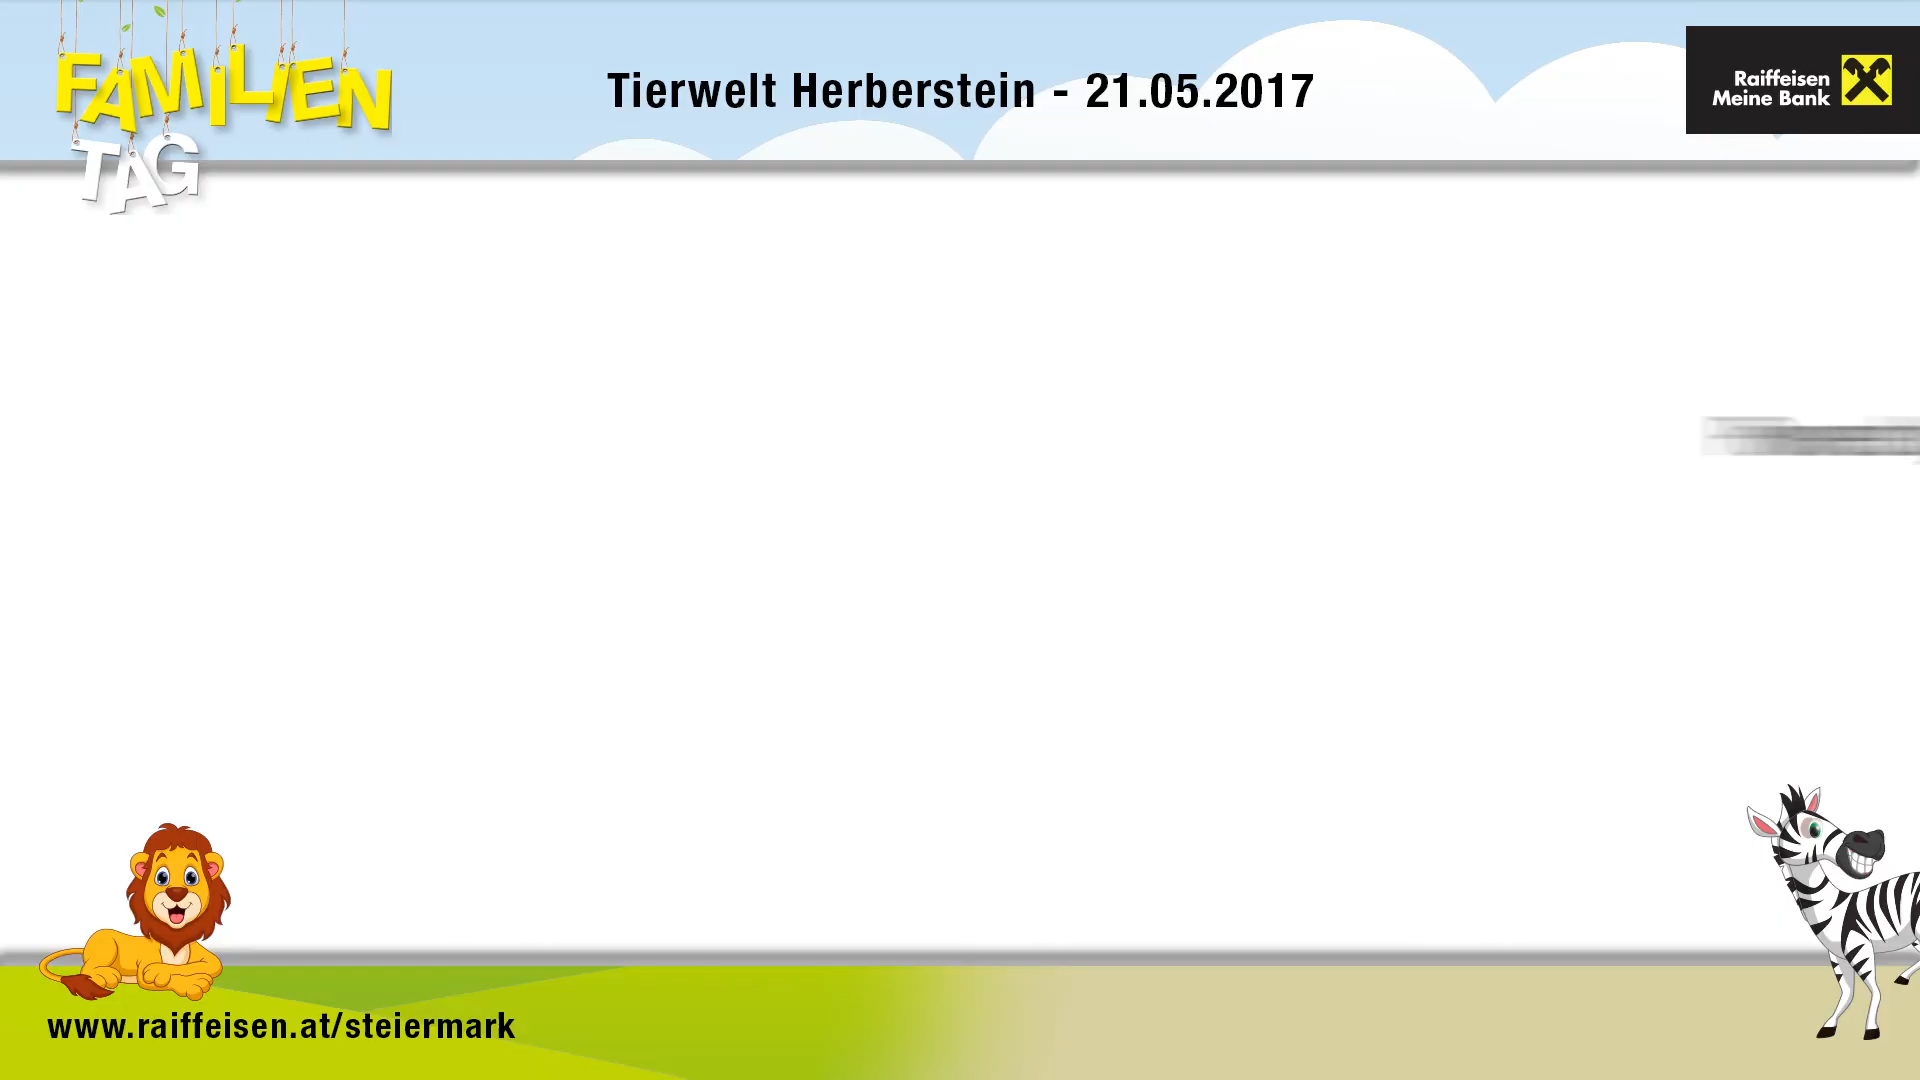 FAMILIEN
TAG
Tierwelt Herberstein - 21.05.2017
Raiffeisen
Meine Bank
www.raiffeisen.at/steiermark